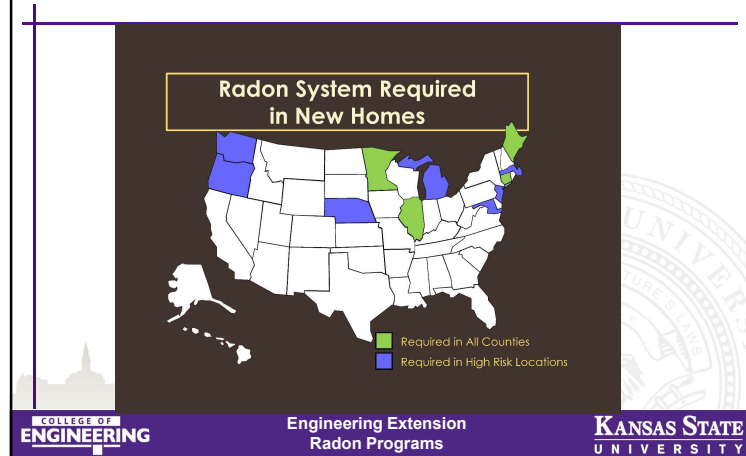 Radon System Required
in New Homes
Required in All Counties
Required in High Risk Locations
COLLEGE OF
ENGINEERING
Engineering Extension
Radon Programs
KANSAS STATE
UNIVERSITY